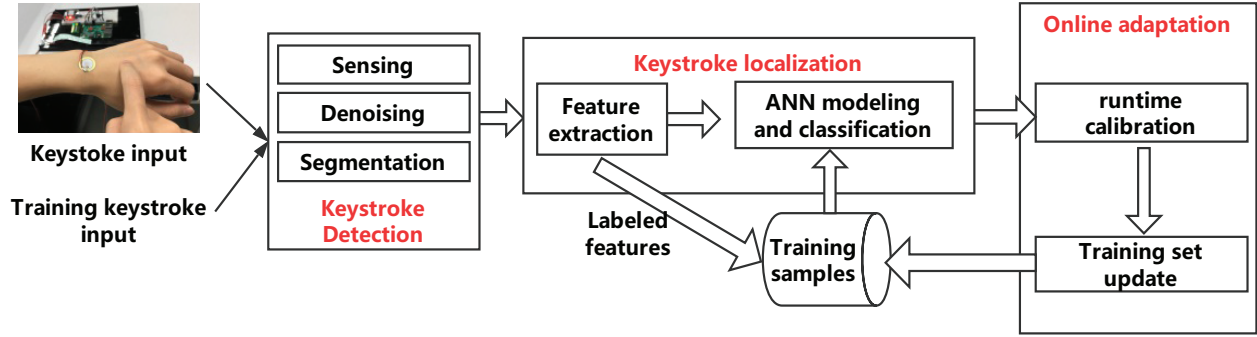 Keystoke input
Training keystroke
input
Sensing
Denoising
Segmentation
Keystroke
Detection
Keystroke localization
Feature
extraction
ANN modeling
and classification
Labeled
features
Training
samples
Online adaptation
runtime
calibration
Training set
update